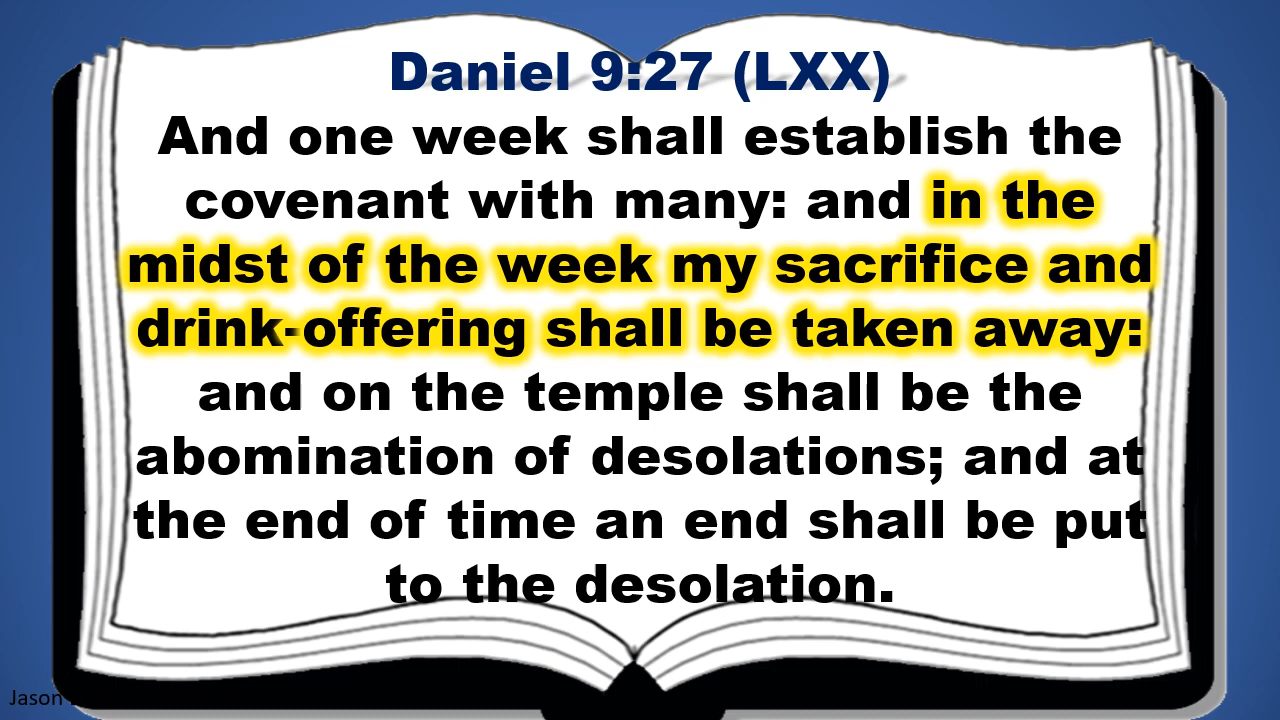 Daniel 9:27 (LXX)
And one week shall establish the
covenant with many: and in the
midst of the week my sacrifice and
drink-offering shall be taken away:
and on the temple shall be the
abomination of desolations; and at
the end of time an end shall be put
to the desolation.
Jason